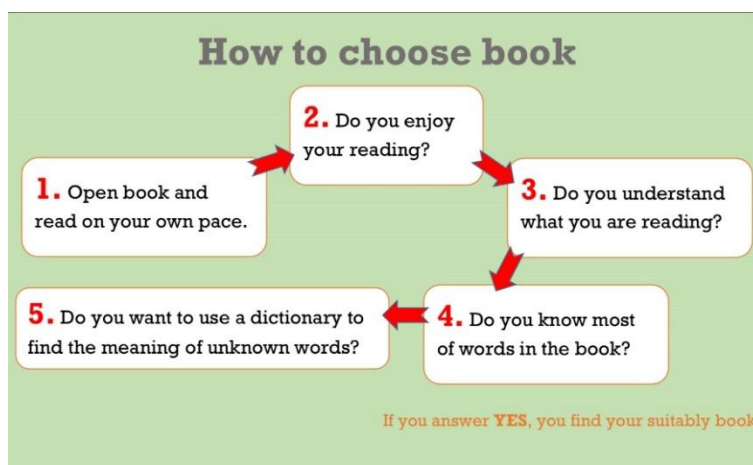 How to choose book
1. Open book and
read on your own pace.
2. Do you enjoy
your reading?
3. Do you understand
what you are reading?
4. Do you know most
of words in the book?
5. Do you want to use a dictionary to
find the meaning of unknown words?
If you answer YES, you find your suitably book